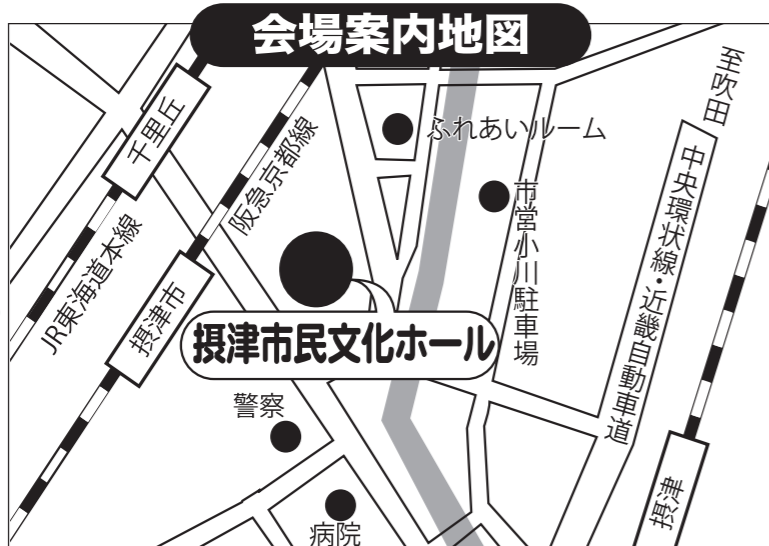 会場案内地図
至吹田
千里丘
ふれあいルーム
阪急京都線
中央環状線・近畿自動車道
市営小川駐車場
JR東海道本線
摂津市
摂津市民文化ホール
警察
病院
摂津